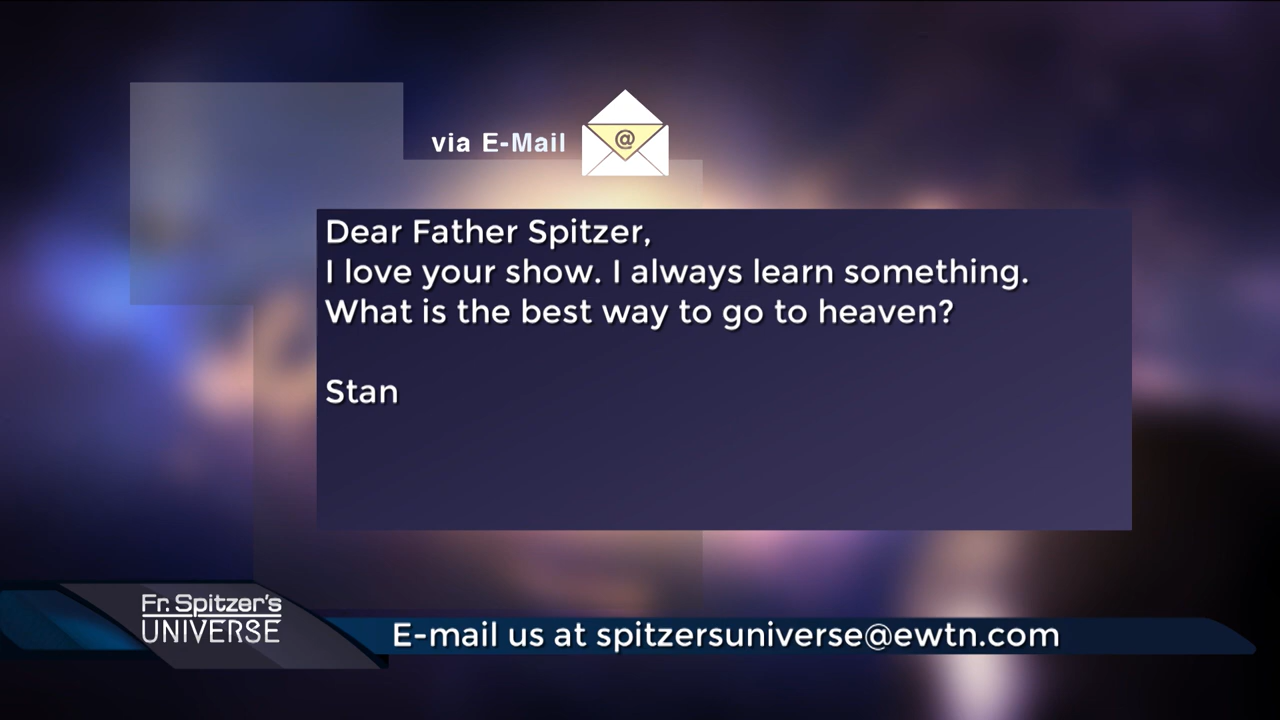 via E-Mail
@
Dear Father Spitzer,
I love your show. I always learn something.
What is the best way to go to heaven?
Stan
Fr. Spitzer's
UNIVERSE
E-mail us at spitzersuniverse@ewtn.com